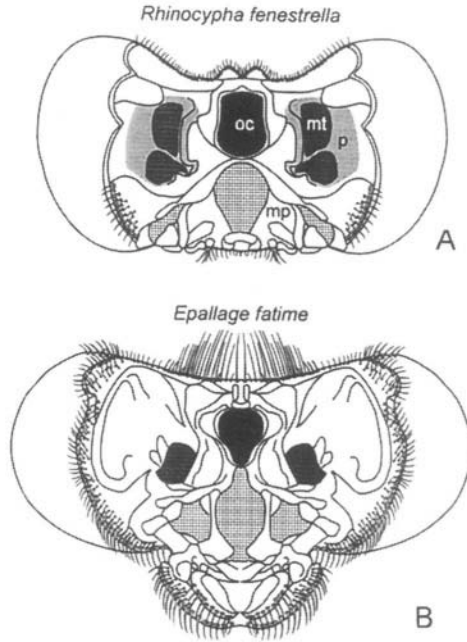 Rhinocypha fenestrella
oc
mt
p
mp
A
Epallage fatime
B